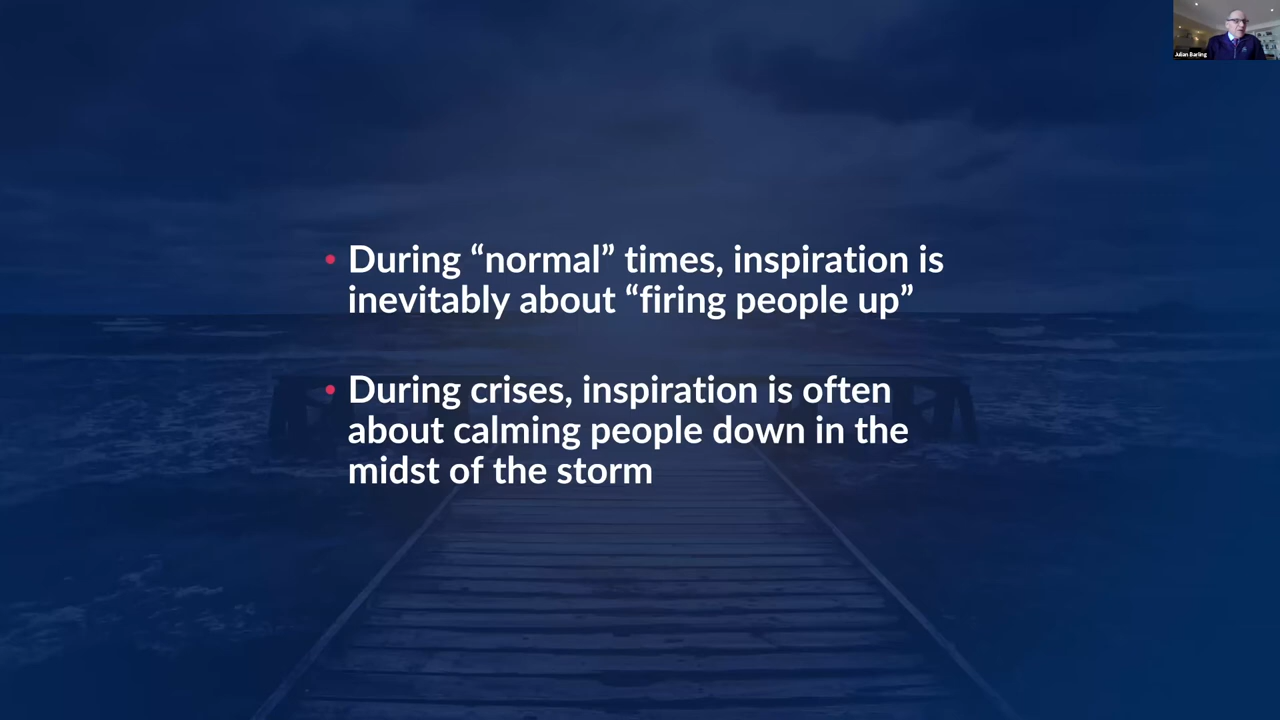 Julian Barling
• During “normal” times, inspiration is
inevitably about “firing people up”
• During crises, inspiration is often
about calming people down in the
midst of the storm